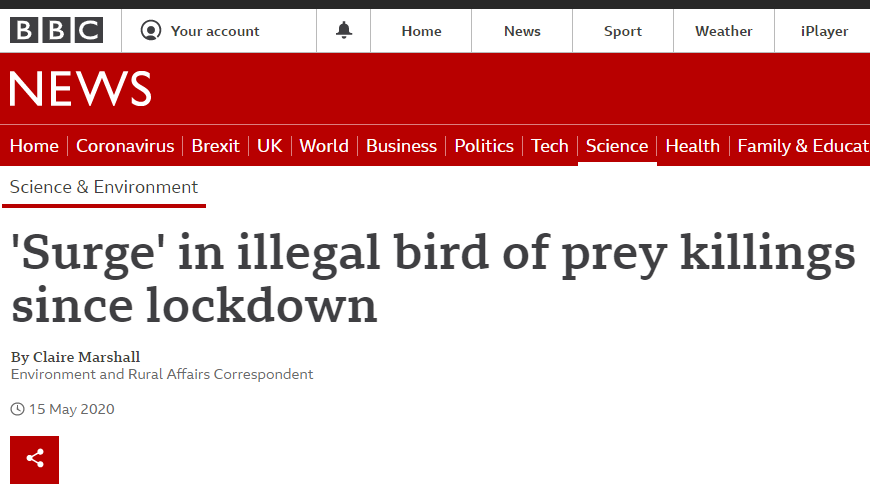 BBC Your account Home News Sport Weather iPlayer
NEWS
Home Coronavirus Brexit UK World Business Politics Tech Science Health Family & Educat
Science & Environment
'Surge' in illegal bird of prey killings
since lockdown
By Claire Marshall
Environment and Rural Affairs Correspondent
15 May 2020